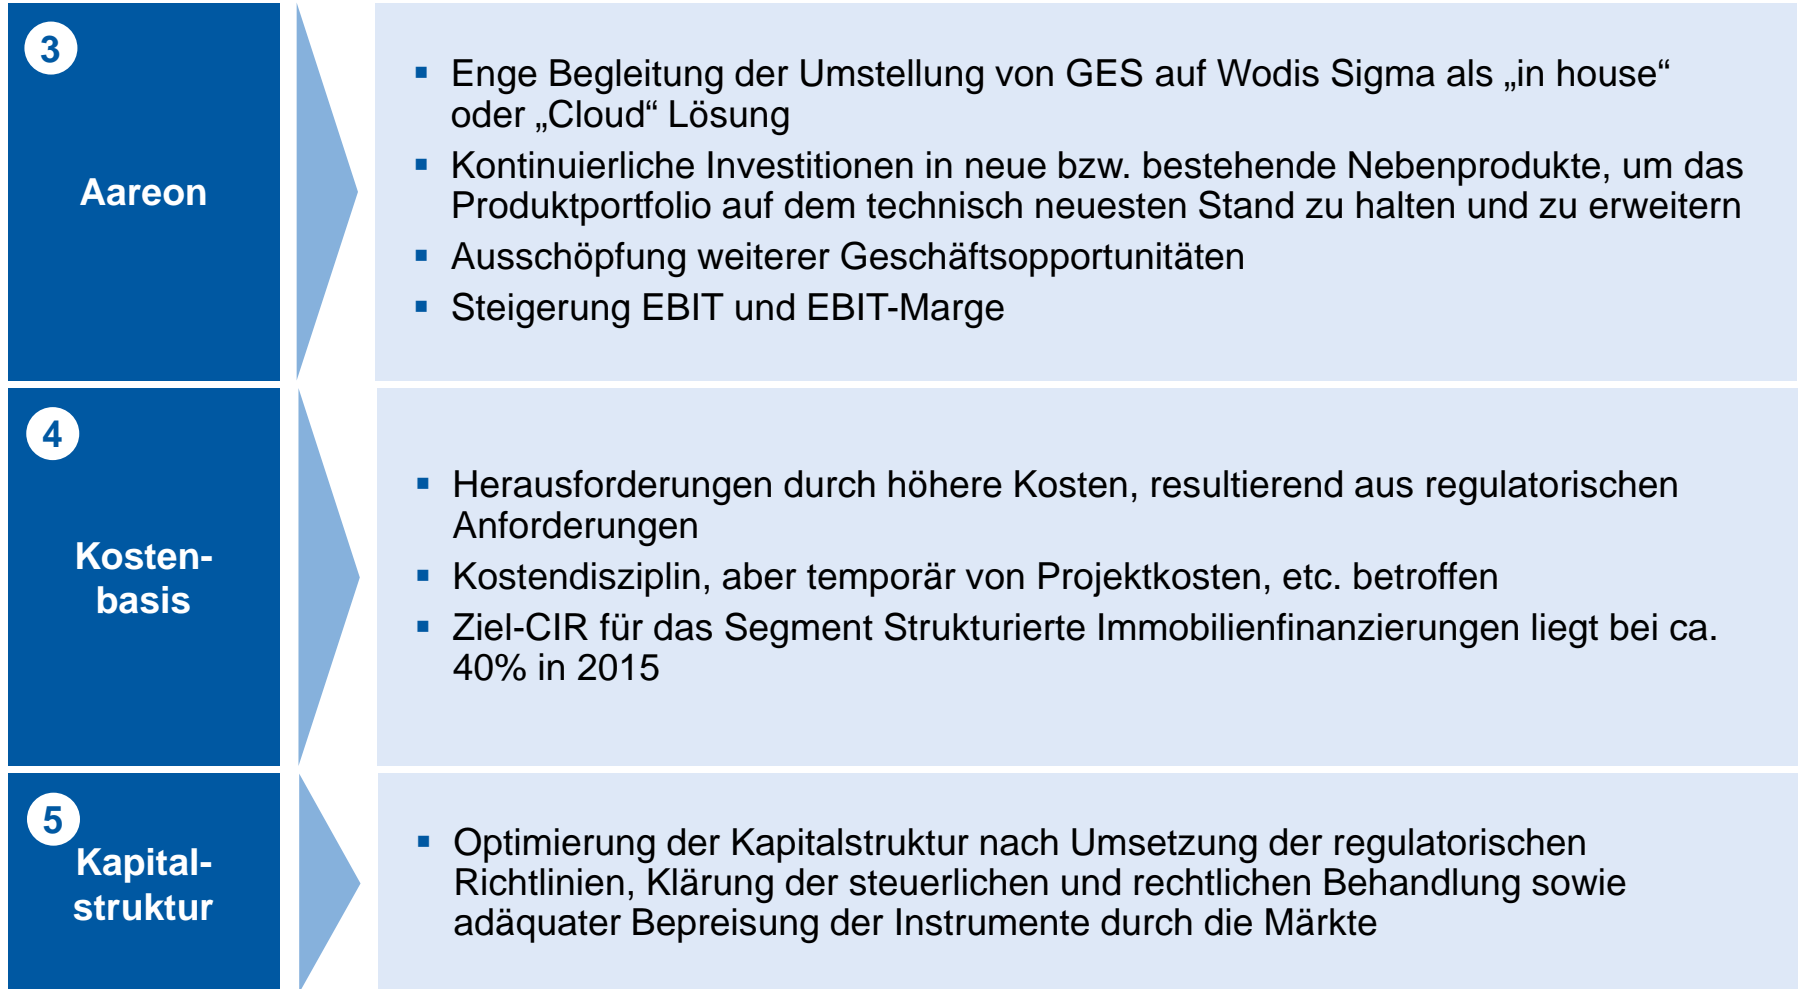 3
Aareon
▪ Enge Begleitung der Umstellung von GES auf Wodis Sigma als „in house“
oder „Cloud“ Lösung
▪ Kontinuierliche Investitionen in neue bzw. bestehende Nebenprodukte, um das
Produktportfolio auf dem technisch neuesten Stand zu halten und zu erweitern
▪ Ausschöpfung weiterer Geschäftsopportunitäten
▪ Steigerung EBIT und EBIT-Marge
4
Kosten-
basis
▪ Herausforderungen durch höhere Kosten, resultierend aus regulatorischen
Anforderungen
▪ Kostendisziplin, aber temporär von Projektkosten, etc. betroffen
▪ Ziel-CIR für das Segment Strukturierte Immobilienfinanzierungen liegt bei ca.
40% in 2015
5
Kapital-
struktur
▪ Optimierung der Kapitalstruktur nach Umsetzung der regulatorischen
Richtlinien, Klärung der steuerlichen und rechtlichen Behandlung sowie
adäquater Bepreisung der Instrumente durch die Märkte